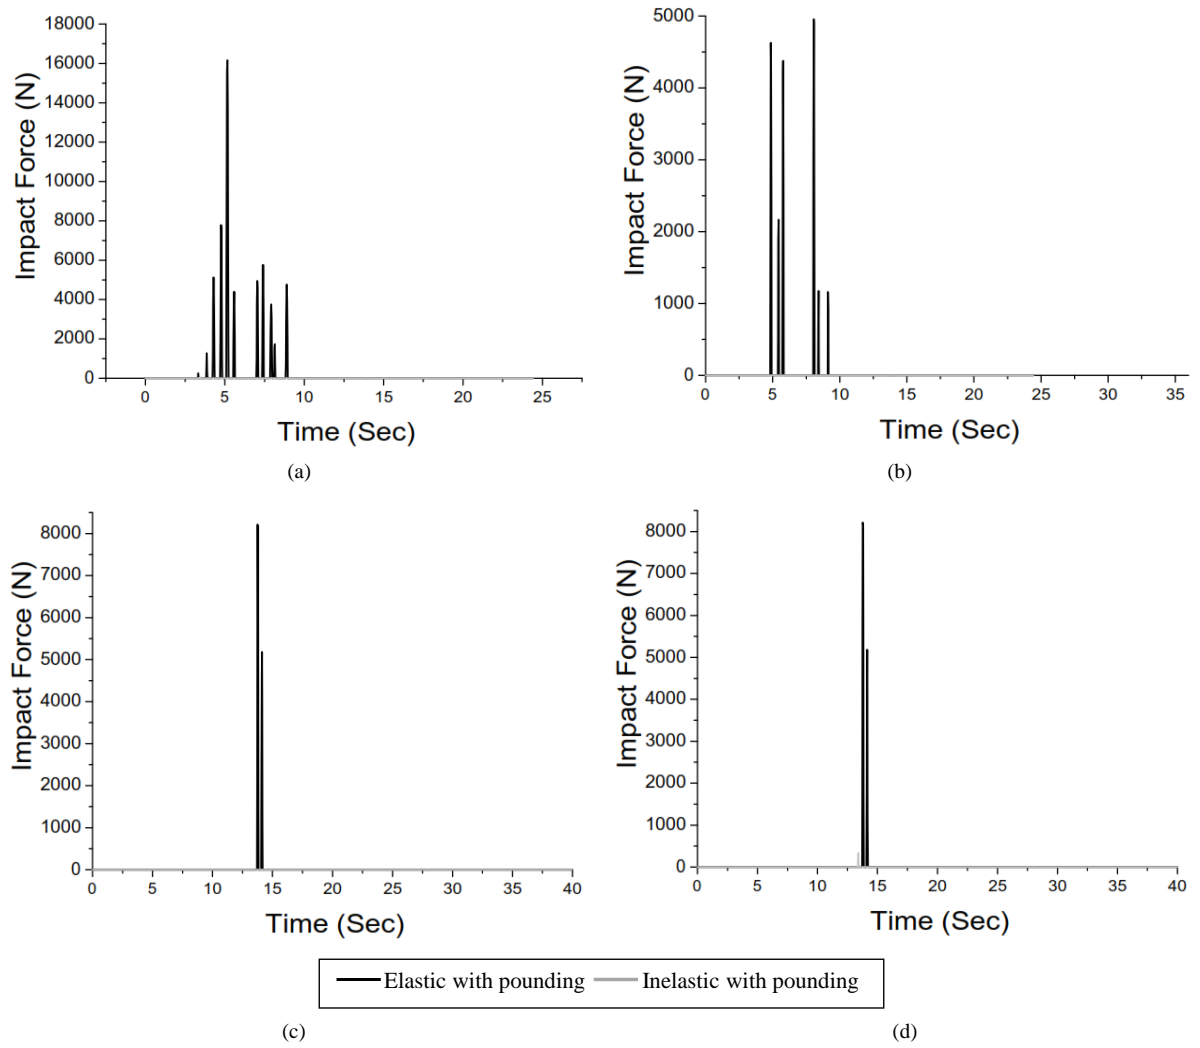 18000
16000
14000
12000
10000
8000
6000
4000
2000
0
Impact Force (N)
0 5 10 15 20 25
Time (Sec)
(a)
5000
4000
3000
2000
1000
0
Impact Force (N)
0 5 10 15 20 25 30 35
Time (Sec)
(b)
8000
7000
6000
5000
4000
3000
2000
1000
0
Impact Force (N)
0 5 10 15 20 25 30 35 40
Time (Sec)
8000
7000
6000
5000
4000
3000
2000
1000
0
Impact Force (N)
0 5 10 15 20 25 30 35 40
Time (Sec)
Elastic with pounding Inelastic with pounding
(c) (d)